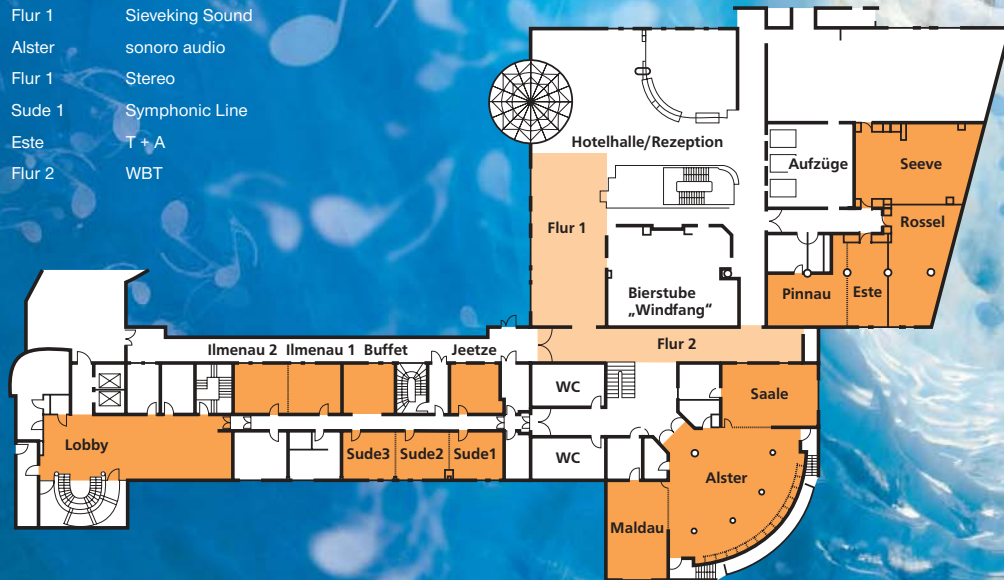 Flur 1 Sieveking Sound
Alster sonoro audio
Flur 1 Stereo
Sude 1 Symphonic Line
Este T + A
Flur 2 WBT
Hotelhalle/Rezeption
Aufzüge
Seeve
Flur 1
Rossel
Bierstube
„Windfang“
Pinnau
Este
Flur 2
Ilmenau 2 Ilmenau 1 Buffet Jeetze
WC
Saale
Lobby
Sude3 Sude2 Sude1
WC
Alster
Maldau